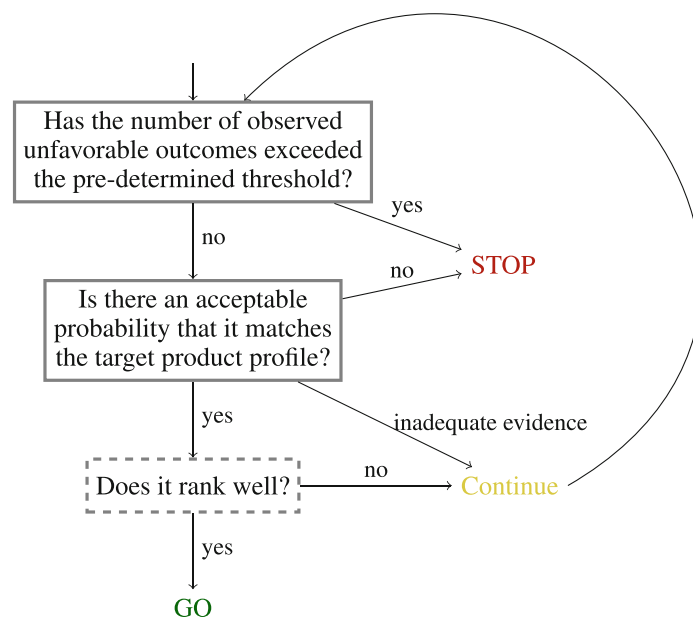 Has the number of observed
unfavorable outcomes exceeded
the pre-determined threshold?
yes
no
STOP
no
Is there an acceptable
probability that it matches
the target product profile?
yes
inadequate evidence
Does it rank well?
no
Continue
yes
GO